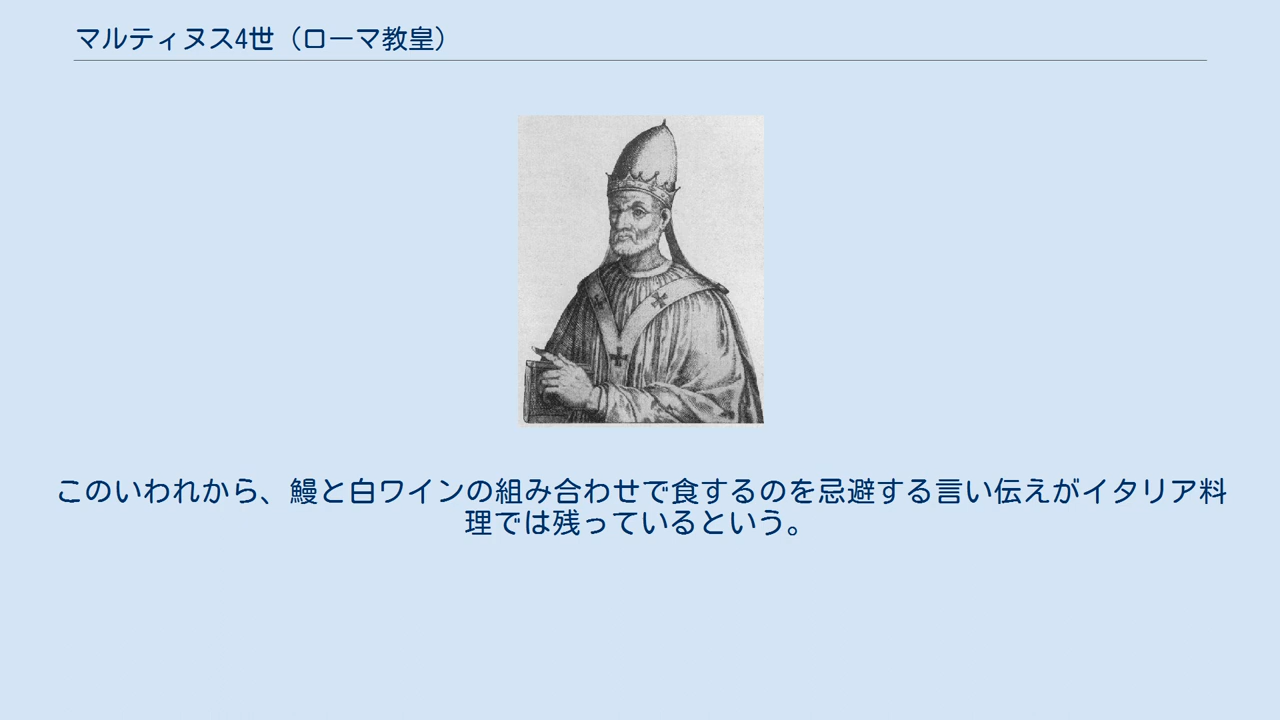 マルティヌス4世（ローマ教皇）
このいわれから、鰻と白ワインの組み合わせで食するのを忌避する言い伝えがイタリア料
理では残っているという。